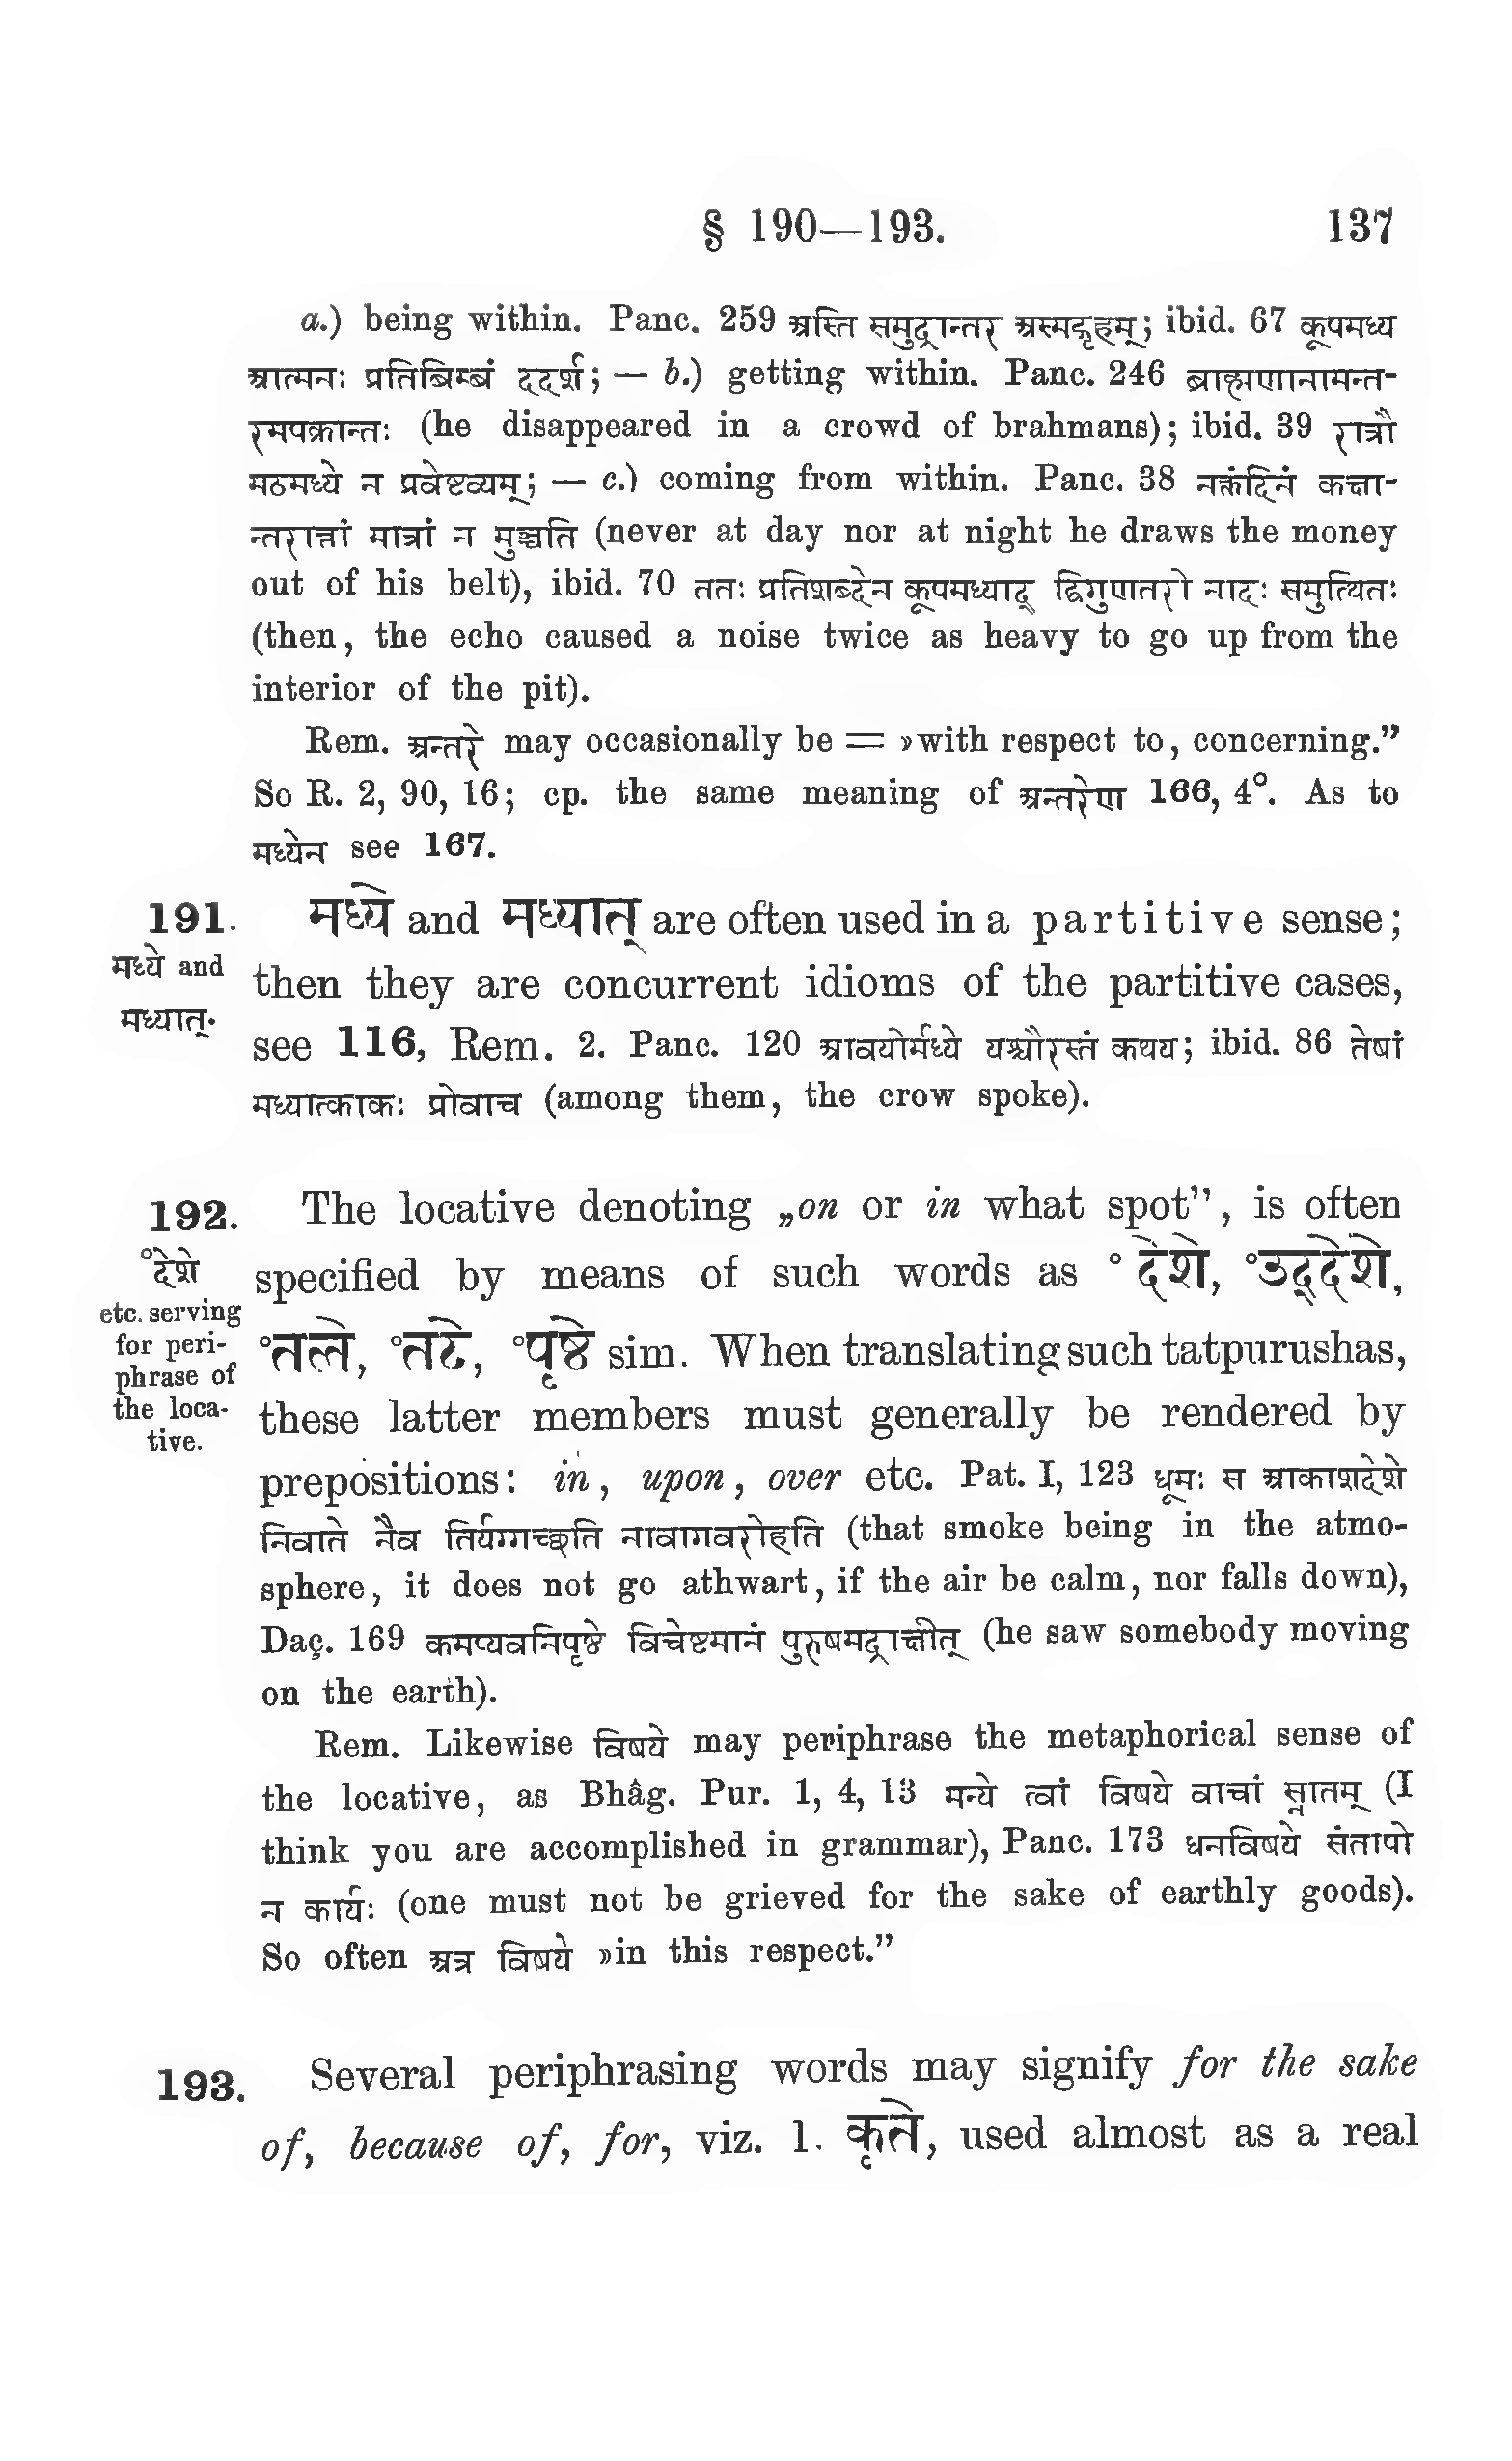 § 190—193. 137
a.) being within. Panc. 259 अस्ति समुद्रान्तर् अस्मद्गृहम्; ibid. 67 कूपमध्य
आत्मनः प्रतिबिम्बं ददर्श; — b.) getting within. Panc. 246 ब्राह्मणानामन्त-
रमपक्रान्तः (he disappeared in a crowd of brahmans); ibid. 39 रात्रौ
मठमध्ये न प्रवेष्टव्यम्; — c.) coming from within. Panc. 38 नक्तंदिनं कक्षा-
न्तरात्तां मात्रां न मुञ्चति (never at day nor at night he draws the money
out of his belt), ibid. 70 ततः प्रतिशब्देन कूपमध्याद् द्विगुणतरो नादः समुत्थितः
(then, the echo caused a noise twice as heavy to go up from the
interior of the pit).
Rem. अन्तरे may occasionally be = »with respect to, concerning.”
So R. 2, 90, 16; cp. the same meaning of अन्तरेण 166, 4°. As to
मध्येन see 167.
191. मध्ये and मध्यात् are often used in a partitive sense;
मध्ये and
मध्यात्.
then they are concurrent idioms of the partitive cases,
see 116, Rem. 2. Panc. 120 आवयोर्मध्ये यश्चौरस्तं कथय; ibid. 86 तेषां
मध्यात्काकः प्रोवाच (among them, the crow spoke).
192. The locative denoting „on or in what spot”, is often
°देशे
etc. serving
for peri-
phrase of
the loca-
tive.
specified by means of such words as °देशे, °उद्देशे,
°तले, °तटे, °पृष्ठे sim. When translating such tatpurushas,
these latter members must generally be rendered by
prepositions: in, upon, over etc. Pat. I, 123 धूमः स आकाशदेशे
निवाते नैव तिर्यग्गच्छति नावागवरोहति (that smoke being in the atmo-
sphere, it does not go athwart, if the air be calm, nor falls down),
Daç. 169 कमप्यवनिपृष्ठे विचेष्टमानं पुरुषमद्राक्षीत् (he saw somebody moving
on the earth).
Rem. Likewise विषये may periphrase the metaphorical sense of
the locative, as Bhâg. Pur. 1, 4, 13 मन्ये त्वां विषये वाचां स्नातम् (I
think you are accomplished in grammar), Panc. 173 धनविषये संतापो
न कार्यः (one must not be grieved for the sake of earthly goods).
So often अत्र विषये »in this respect.”
193. Several periphrasing words may signify for the sake
of, because of, for, viz. 1. कृते, used almost as a real